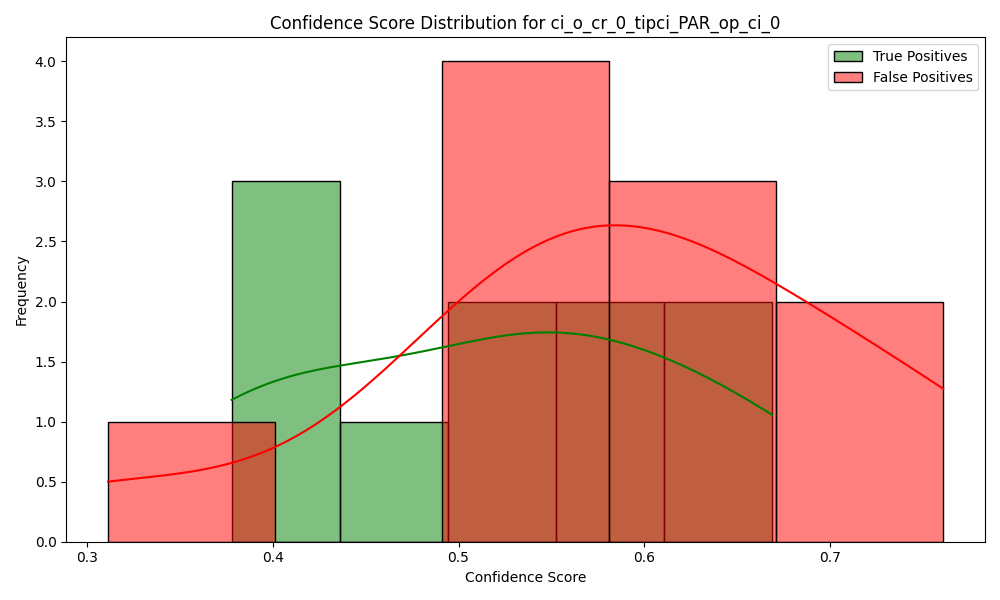 Confidence Score Distribution for ci_o_cr_0_tipci_PAR_op_ci_0
True Positives
False Positives
4.0
3.5
3.0
2.5
2.0
1.5
1.0
0.5
0.0
Frequency
0.3 0.4 0.5 0.6 0.7
Confidence Score